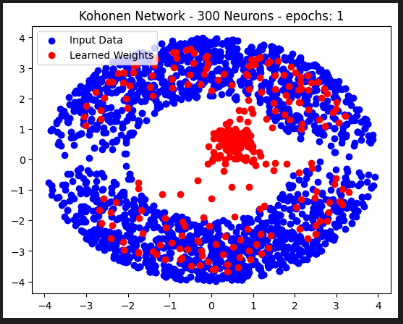 Kohonen Network - 300 Neurons - epochs: 1
Input Data
Learned Weights
4
3
2
1
0
−1
−2
−3
−4
−4 −3 −2 −1 0 1 2 3 4